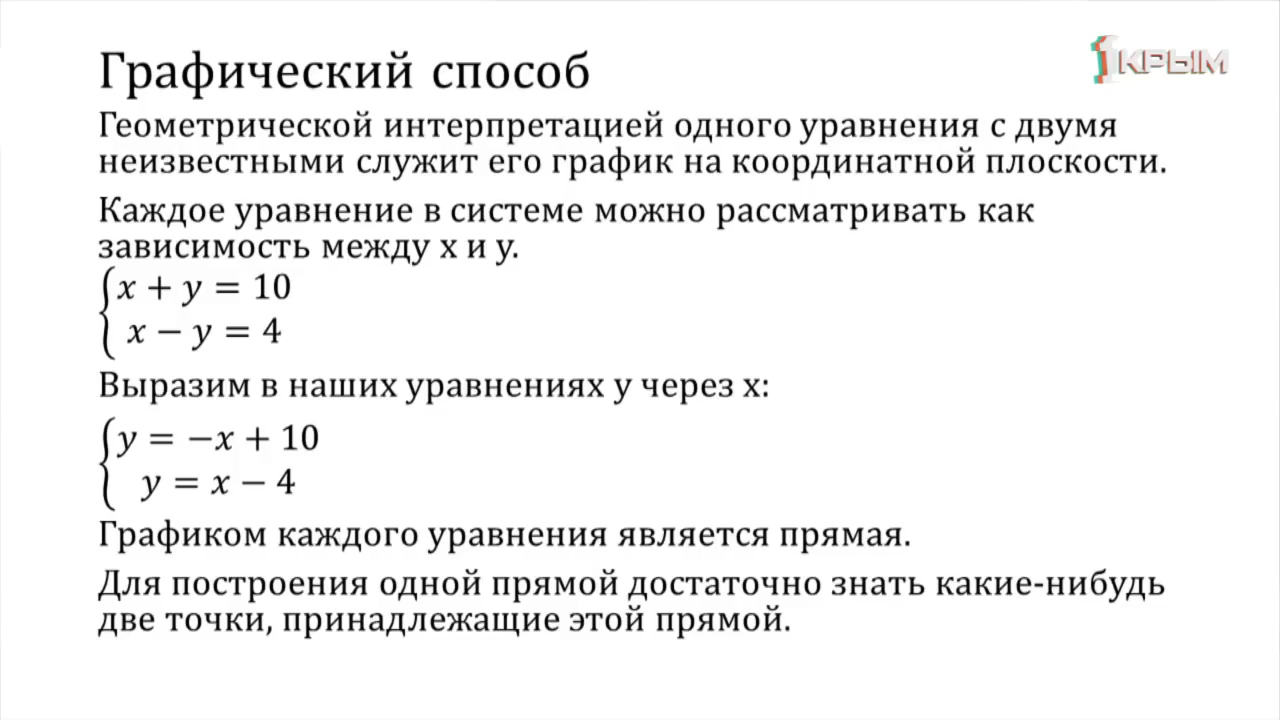 Графический способ
1КРЫМ
Геометрической интерпретацией одного уравнения с двумя
неизвестными служит его график на координатной плоскости.
Каждое уравнение в системе можно рассматривать как
зависимость между х и у.
x + y = 10
x − y = 4
Выразим в наших уравнениях у через х:
y = −x + 10
y = x − 4
Графиком каждого уравнения является прямая.
Для построения одной прямой достаточно знать какие-нибудь
две точки, принадлежащие этой прямой.